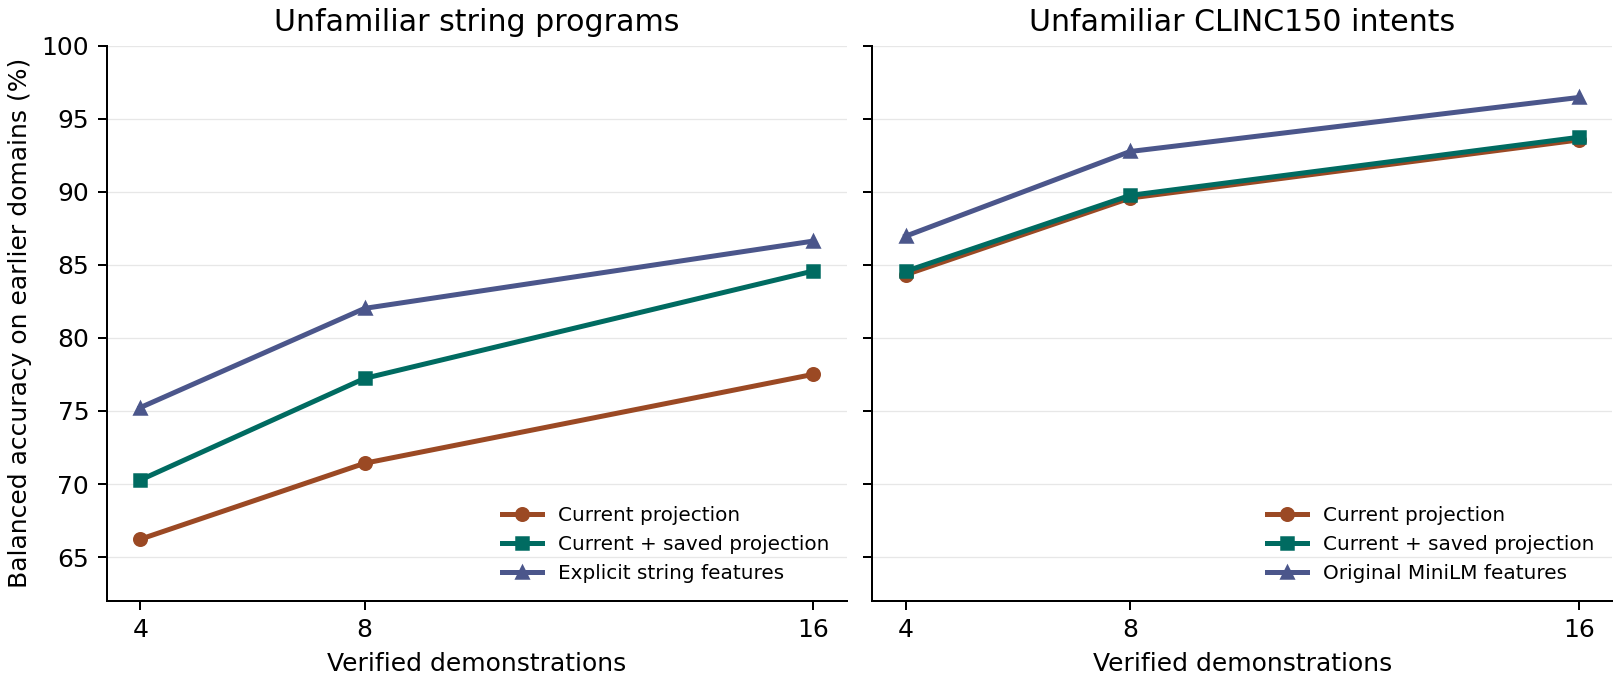 Unfamiliar string programs
Unfamiliar CLINC150 intents
Balanced accuracy on earlier domains (%)
100
95
90
85
80
75
70
65
Current projection
Current + saved projection
Explicit string features
4
8
16
Verified demonstrations
Current projection
Current + saved projection
Original MiniLM features
4
8
16
Verified demonstrations